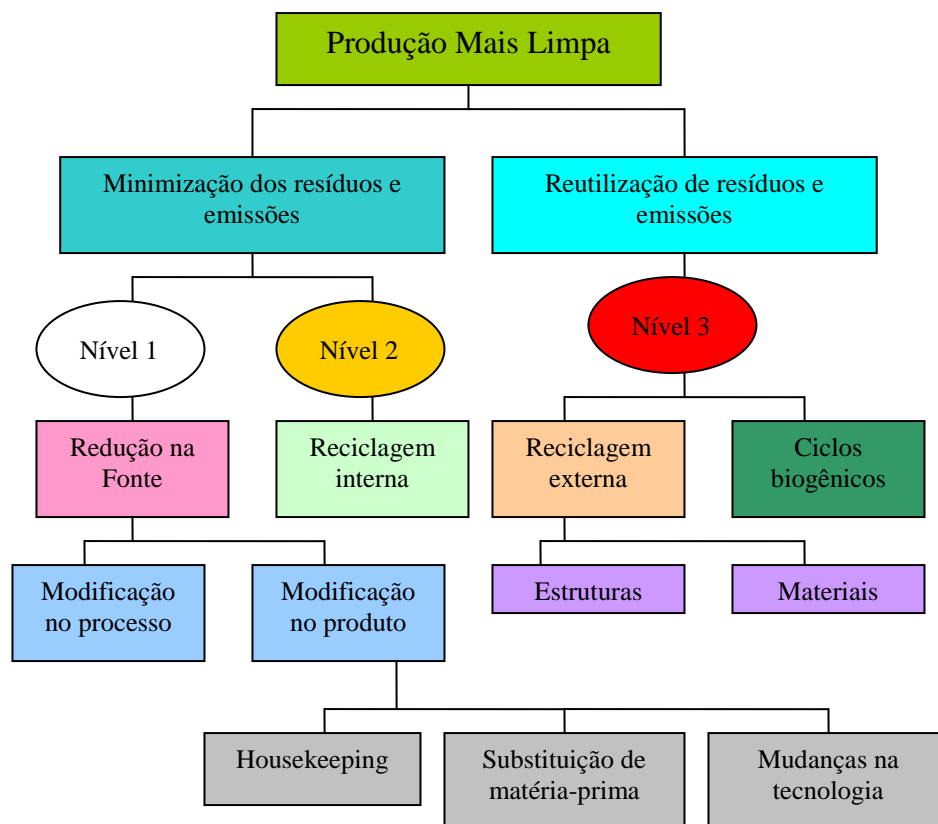 Produção Mais Limpa
Minimização dos resíduos e
emissões
Reutilização de resíduos e
emissões
Nível 1
Nível 2
Nível 3
Redução na
Fonte
Reciclagem
interna
Reciclagem
externa
Ciclos
biogênicos
Modificação
no processo
Modificação
no produto
Estruturas
Materiais
Housekeeping
Substituição de
matéria-prima
Mudanças na
tecnologia